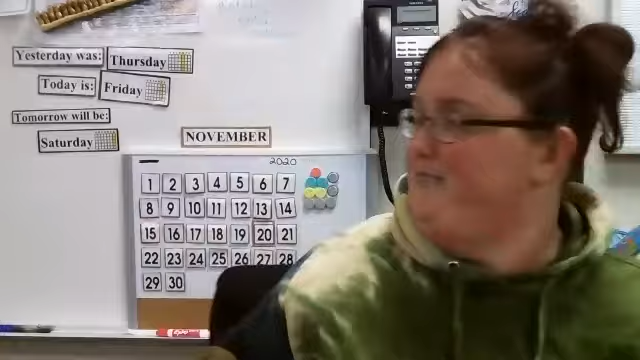 Yesterday was: Thursday
Today is: Friday
Tomorrow will be:
Saturday
NOVEMBER
2020
1 2 3 4 5 6 7
8 9 10 11 12 13 14
15 16 17 18 19 20 21
22 23 24 25 26 27 28
29 30
EXPO